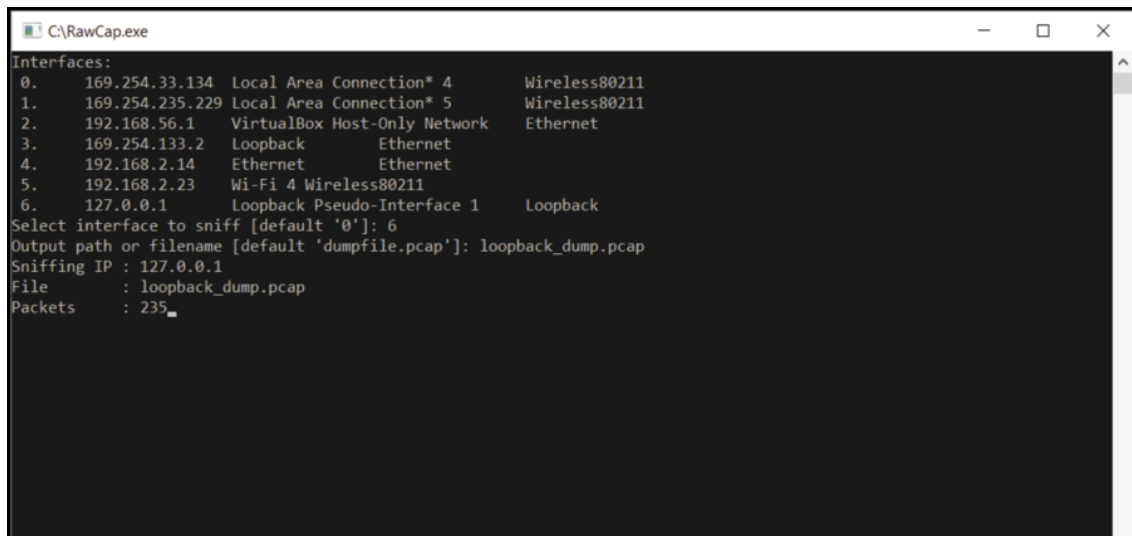 C:\RawCap.exe
Interfaces:
0. 169.254.33.134 Local Area Connection* 4 Wireless80211
1. 169.254.235.229 Local Area Connection* 5 Wireless80211
2. 192.168.56.1 VirtualBox Host-Only Network Ethernet
3. 169.254.133.2 Loopback Ethernet
4. 192.168.2.14 Ethernet Ethernet
5. 192.168.2.23 Wi-Fi 4 Wireless80211
6. 127.0.0.1 Loopback Pseudo-Interface 1 Loopback
Select interface to sniff [default '0']: 6
Output path or filename [default 'dumpfile.pcap']: loopback_dump.pcap
Sniffing IP : 127.0.0.1
File : loopback_dump.pcap
Packets : 235